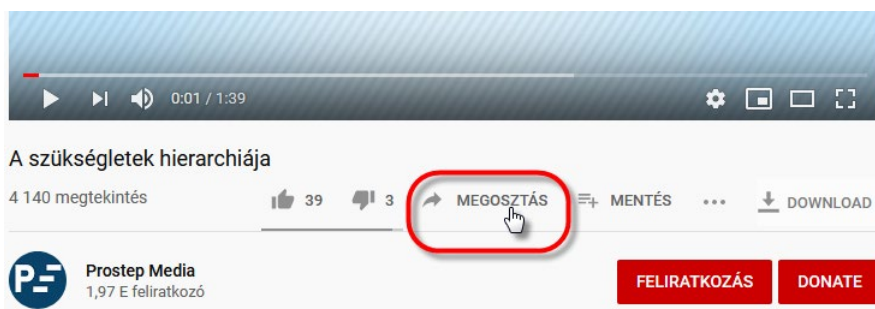 0:01 / 1:39
A szükségletek hierarchiája
4 140 megtekintés 39 3 MEGOSZTÁS MENTÉS ... DOWNLOAD
Prostep Media
1,97 E feliratkozó
FELIRATKOZÁS DONATE